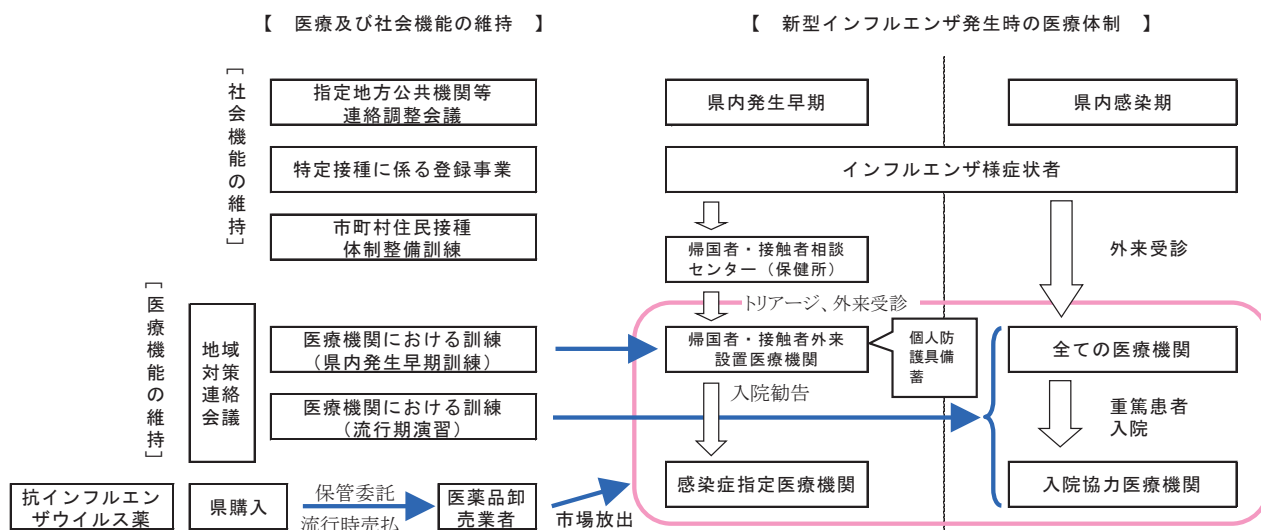 【 医療及び社会機能の維持 】
【 新型インフルエンザ発生時の医療体制 】
[社会機能の維持]
指定地方公共機関等
連絡調整会議
特定接種に係る登録事業
市町村住民接種
体制整備訓練
県内発生早期
県内感染期
インフルエンザ様症状者
帰国者・接触者相談
センター（保健所）
外来受診
トリアージ、外来受診
[医療機能の維持]
地域
対策
連絡
会議
医療機関における訓練
（県内発生早期訓練）
医療機関における訓練
（流行期演習）
帰国者・接触者外来
設置医療機関
個人防
護具備
蓄
全ての医療機関
入院勧告
重篤患者
入院
感染症指定医療機関
入院協力医療機関
抗インフルエン
ザウイルス薬
県購入
保管委託
流行時売払
医薬品卸
売業者
市場放出